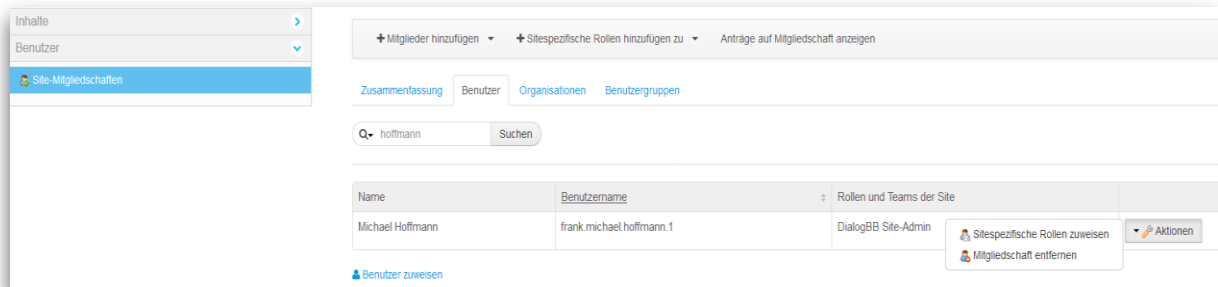 Inhalte
Benutzer
Site-Mitgliedschaften
Mitglieder hinzufügen Sitespezifische Rollen hinzufügen zu Anträge auf Mitgliedschaft anzeigen
Zusammenfassung Benutzer Organisationen Benutzergruppen
hoffmann Suchen
Name Benutzername Rollen und Teams der Site
Michael Hoffmann frank.michael.hoffmann.1 DialogBB Site-Admin Aktionen
Sitespezifische Rollen zuweisen
Mitgliedschaft entfernen
Benutzer zuweisen